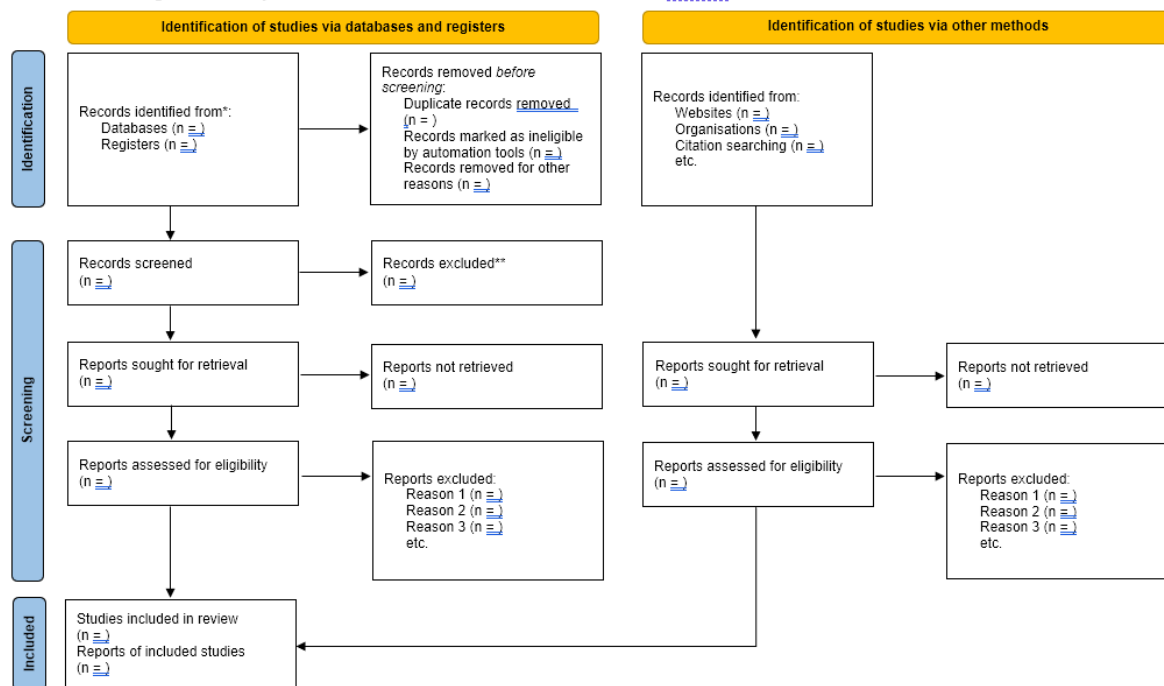 Identification of studies via databases and registers
Identification of studies via other methods
Identification
Records identified from*:
Databases (n = )
Registers (n = )
Records removed before
screening:
Duplicate records removed
(n = )
Records marked as ineligible
by automation tools (n = )
Records removed for other
reasons (n = )
Records identified from:
Websites (n = )
Organisations (n = )
Citation searching (n = )
etc.
Screening
Records screened
(n = )
Records excluded**
(n = )
Reports sought for retrieval
(n = )
Reports not retrieved
(n = )
Reports sought for retrieval
(n = )
Reports not retrieved
(n = )
Reports assessed for eligibility
(n = )
Reports excluded:
Reason 1 (n = )
Reason 2 (n = )
Reason 3 (n = )
etc.
Reports assessed for eligibility
(n = )
Reports excluded:
Reason 1 (n = )
Reason 2 (n = )
Reason 3 (n = )
etc.
Included
Studies included in review
(n = )
Reports of included studies
(n = )